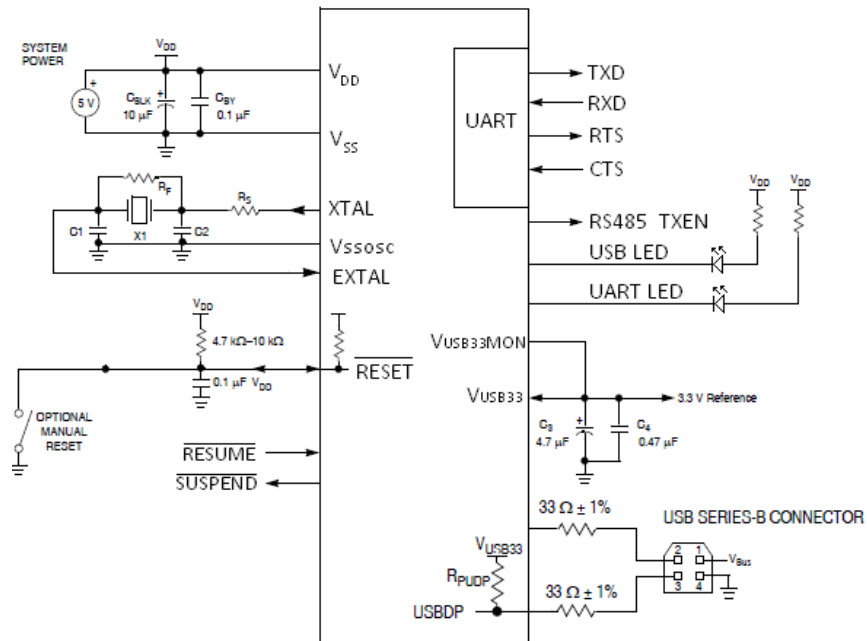 SYSTEM
POWER
VDD
+
5 V
CBLK
10 µF
+
CBY
0.1 µF
VDD
VSS
UART
TXD
RXD
RTS
CTS
RS485 TXEN
USB LED
UART LED
VDD
VDD
RF
RS
C1
X1
C2
XTAL
VSSOSC
EXTAL
VDD
4.7 kΩ–10 kΩ
0.1 µF
VDD
RESET
OPTIONAL
MANUAL
RESET
RESUME
SUSPEND
VUSB33MON
VUSB33
3.3 V Reference
C3
4.7 µF
+
C4
0.47 µF
33 Ω ± 1%
USB SERIES-B CONNECTOR
2 1
3 4
VBus
VUSB33
RPUDP
33 Ω ± 1%
USBDP